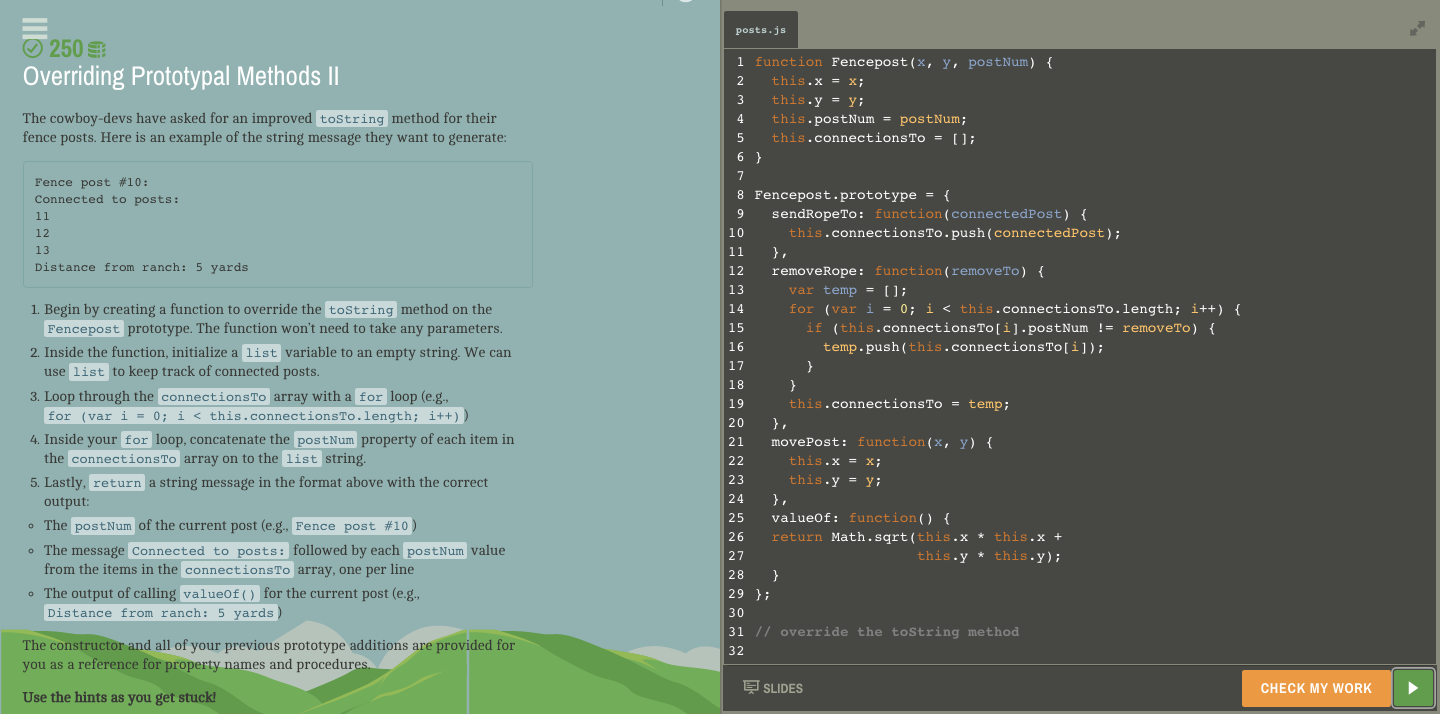 250
Overriding Prototypal Methods II
The cowboy-devs have asked for an improved toString method for their
fence posts. Here is an example of the string message they want to generate:
Fence post #10:
Connected to posts:
11
12
13
Distance from ranch: 5 yards
1. Begin by creating a function to override the toString method on the
Fencepost prototype. The function won't need to take any parameters.
2. Inside the function, initialize a list variable to an empty string. We can
use list to keep track of connected posts.
3. Loop through the connectionsTo array with a for loop (e.g.,
for (var i = 0; i < this.connectionsTo.length; i++))
4. Inside your for loop, concatenate the postNum property of each item in
the connectionsTo array on to the list string.
5. Lastly, return a string message in the format above with the correct
output:
The postNum of the current post (e.g., Fence post #10)
The message Connected to posts: followed by each postNum value
from the items in the connectionsTo array, one per line
The output of calling valueOf() for the current post (e.g.,
Distance from ranch: 5 yards)
The constructor and all of your previous prototype additions are provided for
you as a reference for property names and procedures.
Use the hints as you get stuck!
posts.js
1 function Fencepost(x, y, postNum) {
2   this.x = x;
3   this.y = y;
4   this.postNum = postNum;
5   this.connectionsTo = [];
6 }
7
8 Fencepost.prototype = {
9   sendRopeTo: function(connectedPost) {
10     this.connectionsTo.push(connectedPost);
11   },
12   removeRope: function(removeTo) {
13     var temp = [];
14     for (var i = 0; i < this.connectionsTo.length; i++) {
15       if (this.connectionsTo[i].postNum != removeTo) {
16         temp.push(this.connectionsTo[i]);
17       }
18     }
19     this.connectionsTo = temp;
20   },
21   movePost: function(x, y) {
22     this.x = x;
23     this.y = y;
24   },
25   valueOf: function() {
26   return Math.sqrt(this.x * this.x +
27                    this.y * this.y);
28   }
29 };
30
31 // override the toString method
32
SLIDES
CHECK MY WORK